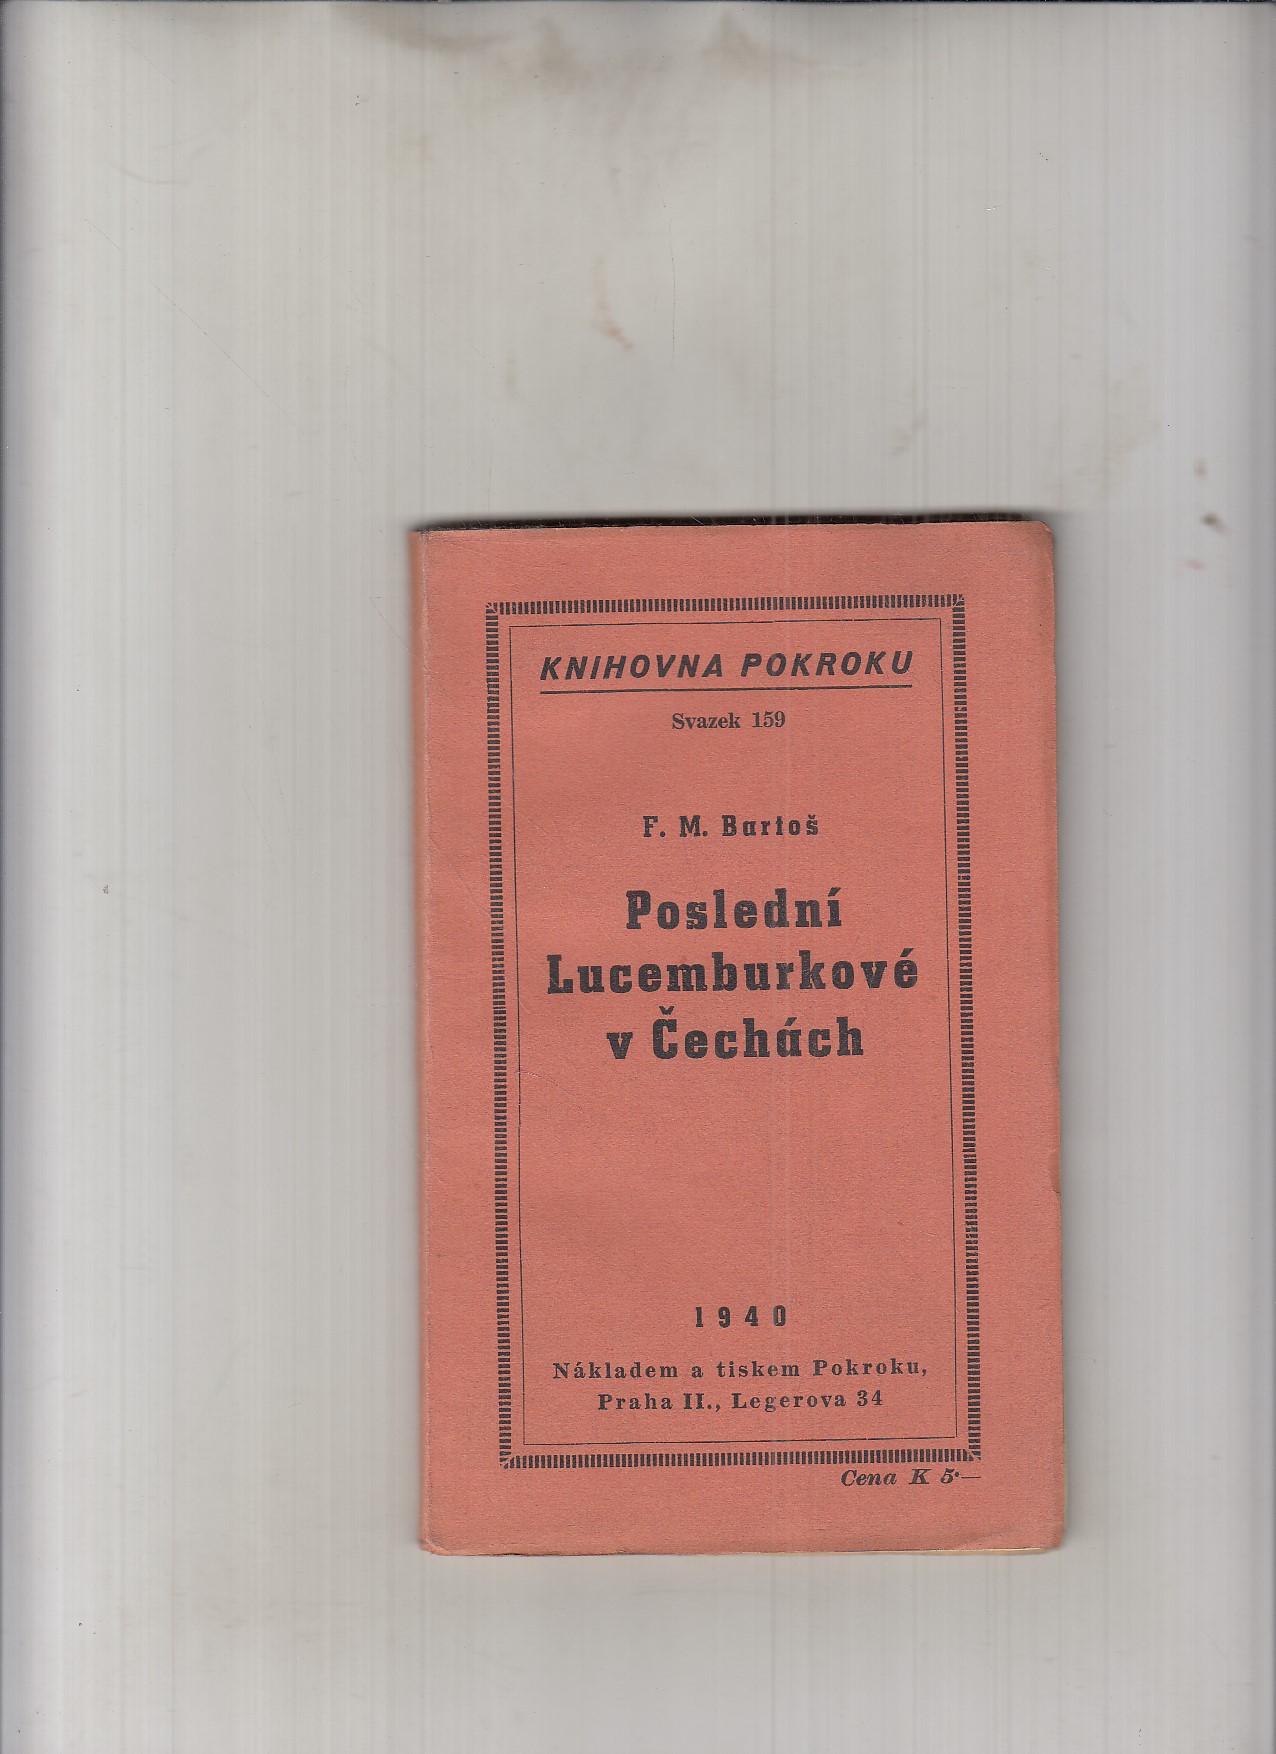 KNIHOVNA POKROKU
Svazek 159
F. M. Bartoš
Poslední
Lucemburkové
v Čechách
1940
Nákladem a tiskem Pokroku,
Praha II., Legerova 34
Cena K 5·—